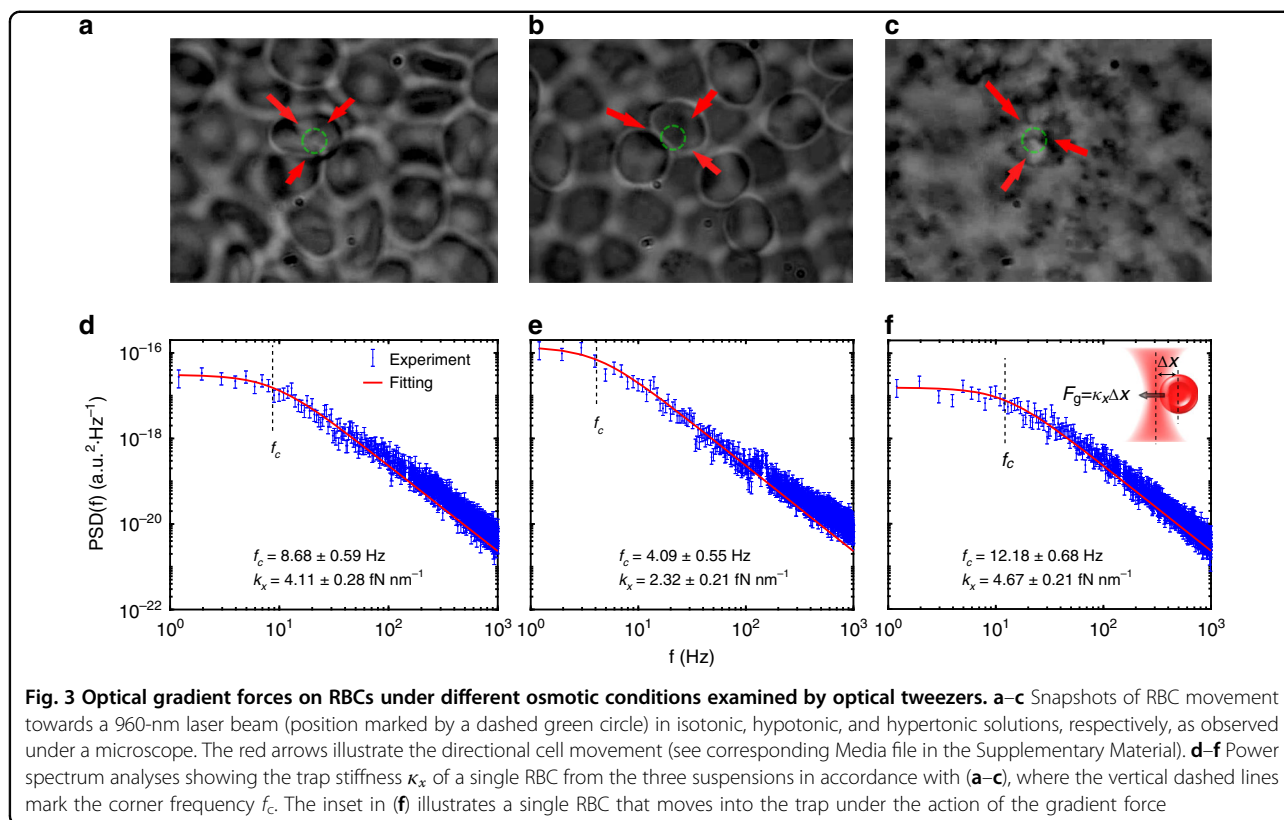 a
b
c
d
e
f
10⁻¹⁶
10⁻¹⁸
10⁻²⁰
10⁻²²
PSD(f) (a.u.²·Hz⁻¹)
Experiment
Fitting
f_c
f_c = 8.68 ± 0.59 Hz
k_x = 4.11 ± 0.28 fN nm⁻¹
10⁰ 10¹ 10² 10³
f_c
f_c = 4.09 ± 0.55 Hz
k_x = 2.32 ± 0.21 fN nm⁻¹
10¹ 10² 10³
f (Hz)
Δx
F_g=κ_xΔx
f_c
f_c = 12.18 ± 0.68 Hz
k_x = 4.67 ± 0.21 fN nm⁻¹
10⁰ 10¹ 10² 10³
Fig. 3 Optical gradient forces on RBCs under different osmotic conditions examined by optical tweezers. a–c Snapshots of RBC movement
towards a 960-nm laser beam (position marked by a dashed green circle) in isotonic, hypotonic, and hypertonic solutions, respectively, as observed
under a microscope. The red arrows illustrate the directional cell movement (see corresponding Media file in the Supplementary Material). d–f Power
spectrum analyses showing the trap stiffness κ_x of a single RBC from the three suspensions in accordance with (a–c), where the vertical dashed lines
mark the corner frequency f_c. The inset in (f) illustrates a single RBC that moves into the trap under the action of the gradient force